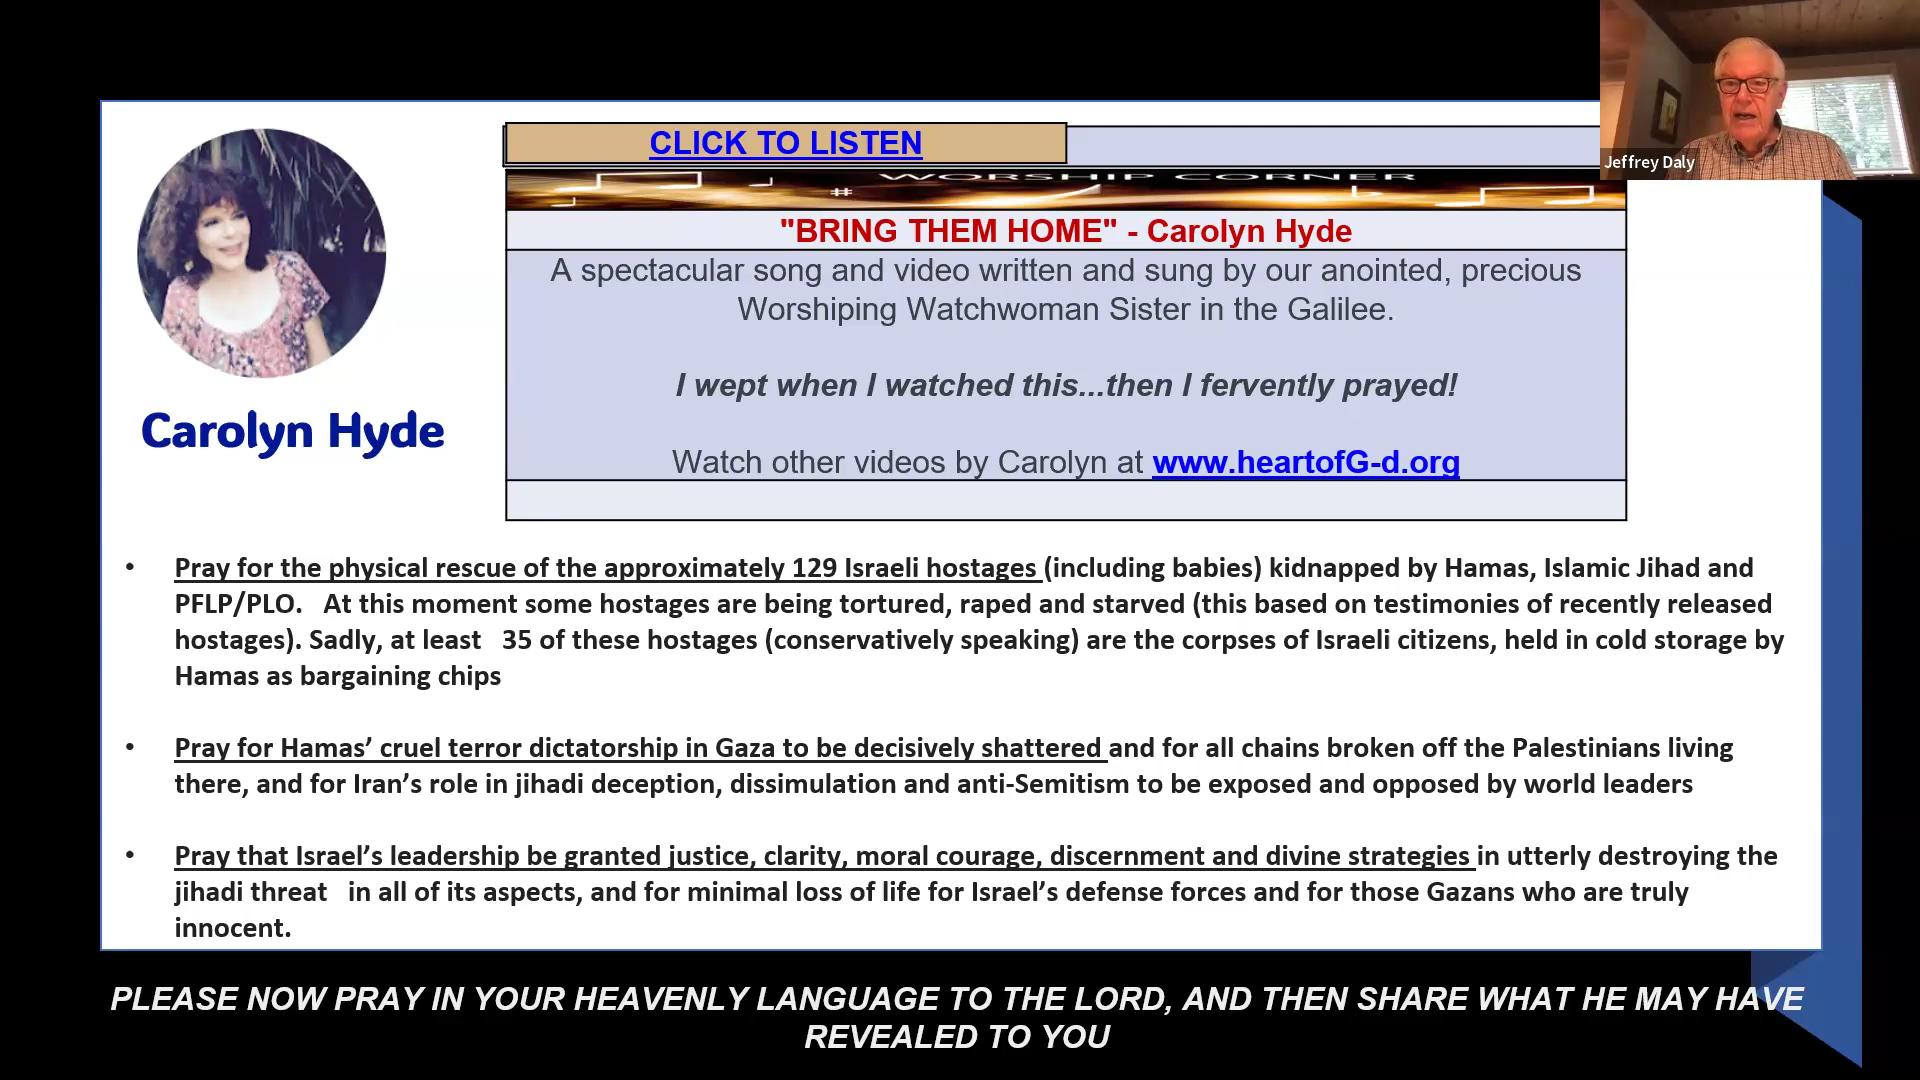 Jeffrey Daly
CLICK TO LISTEN
WORSHIP CORNER
"BRING THEM HOME" - Carolyn Hyde
A spectacular song and video written and sung by our anointed, precious
Worshiping Watchwoman Sister in the Galilee.
I wept when I watched this...then I fervently prayed!
Watch other videos by Carolyn at www.heartofG-d.org
Carolyn Hyde
• Pray for the physical rescue of the approximately 129 Israeli hostages (including babies) kidnapped by Hamas, Islamic Jihad and
PFLP/PLO. At this moment some hostages are being tortured, raped and starved (this based on testimonies of recently released
hostages). Sadly, at least 35 of these hostages (conservatively speaking) are the corpses of Israeli citizens, held in cold storage by
Hamas as bargaining chips
• Pray for Hamas’ cruel terror dictatorship in Gaza to be decisively shattered and for all chains broken off the Palestinians living
there, and for Iran’s role in jihadi deception, dissimulation and anti-Semitism to be exposed and opposed by world leaders
• Pray that Israel’s leadership be granted justice, clarity, moral courage, discernment and divine strategies in utterly destroying the
jihadi threat in all of its aspects, and for minimal loss of life for Israel’s defense forces and for those Gazans who are truly
innocent.
PLEASE NOW PRAY IN YOUR HEAVENLY LANGUAGE TO THE LORD, AND THEN SHARE WHAT HE MAY HAVE
REVEALED TO YOU